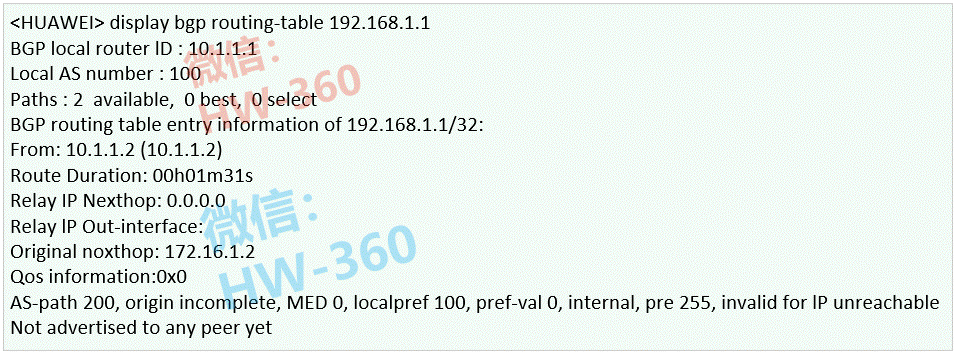 <HUAWEI> display bgp routing-table 192.168.1.1
BGP local router lD : 10.1.1.1
Local AS number : 100
Paths : 2 available, 0 best, 0 select
BGP routing table entry information of 192.168.1.1/32:
From: 10.1.1.2 (10.1.1.2)
Route Duration: 00h01m31s
Relay IP Nexthop: 0.0.0.0
Relay lP Out-interface:
Original noxthop: 172.16.1.2
Qos information:0x0
AS-path 200, origin incomplete, MED 0, localpref 100, pref-val 0, internal, pre 255, invalid for lP unreachable
Not advertised to any peer yet
微信：
HW-360
微信：
HW-360